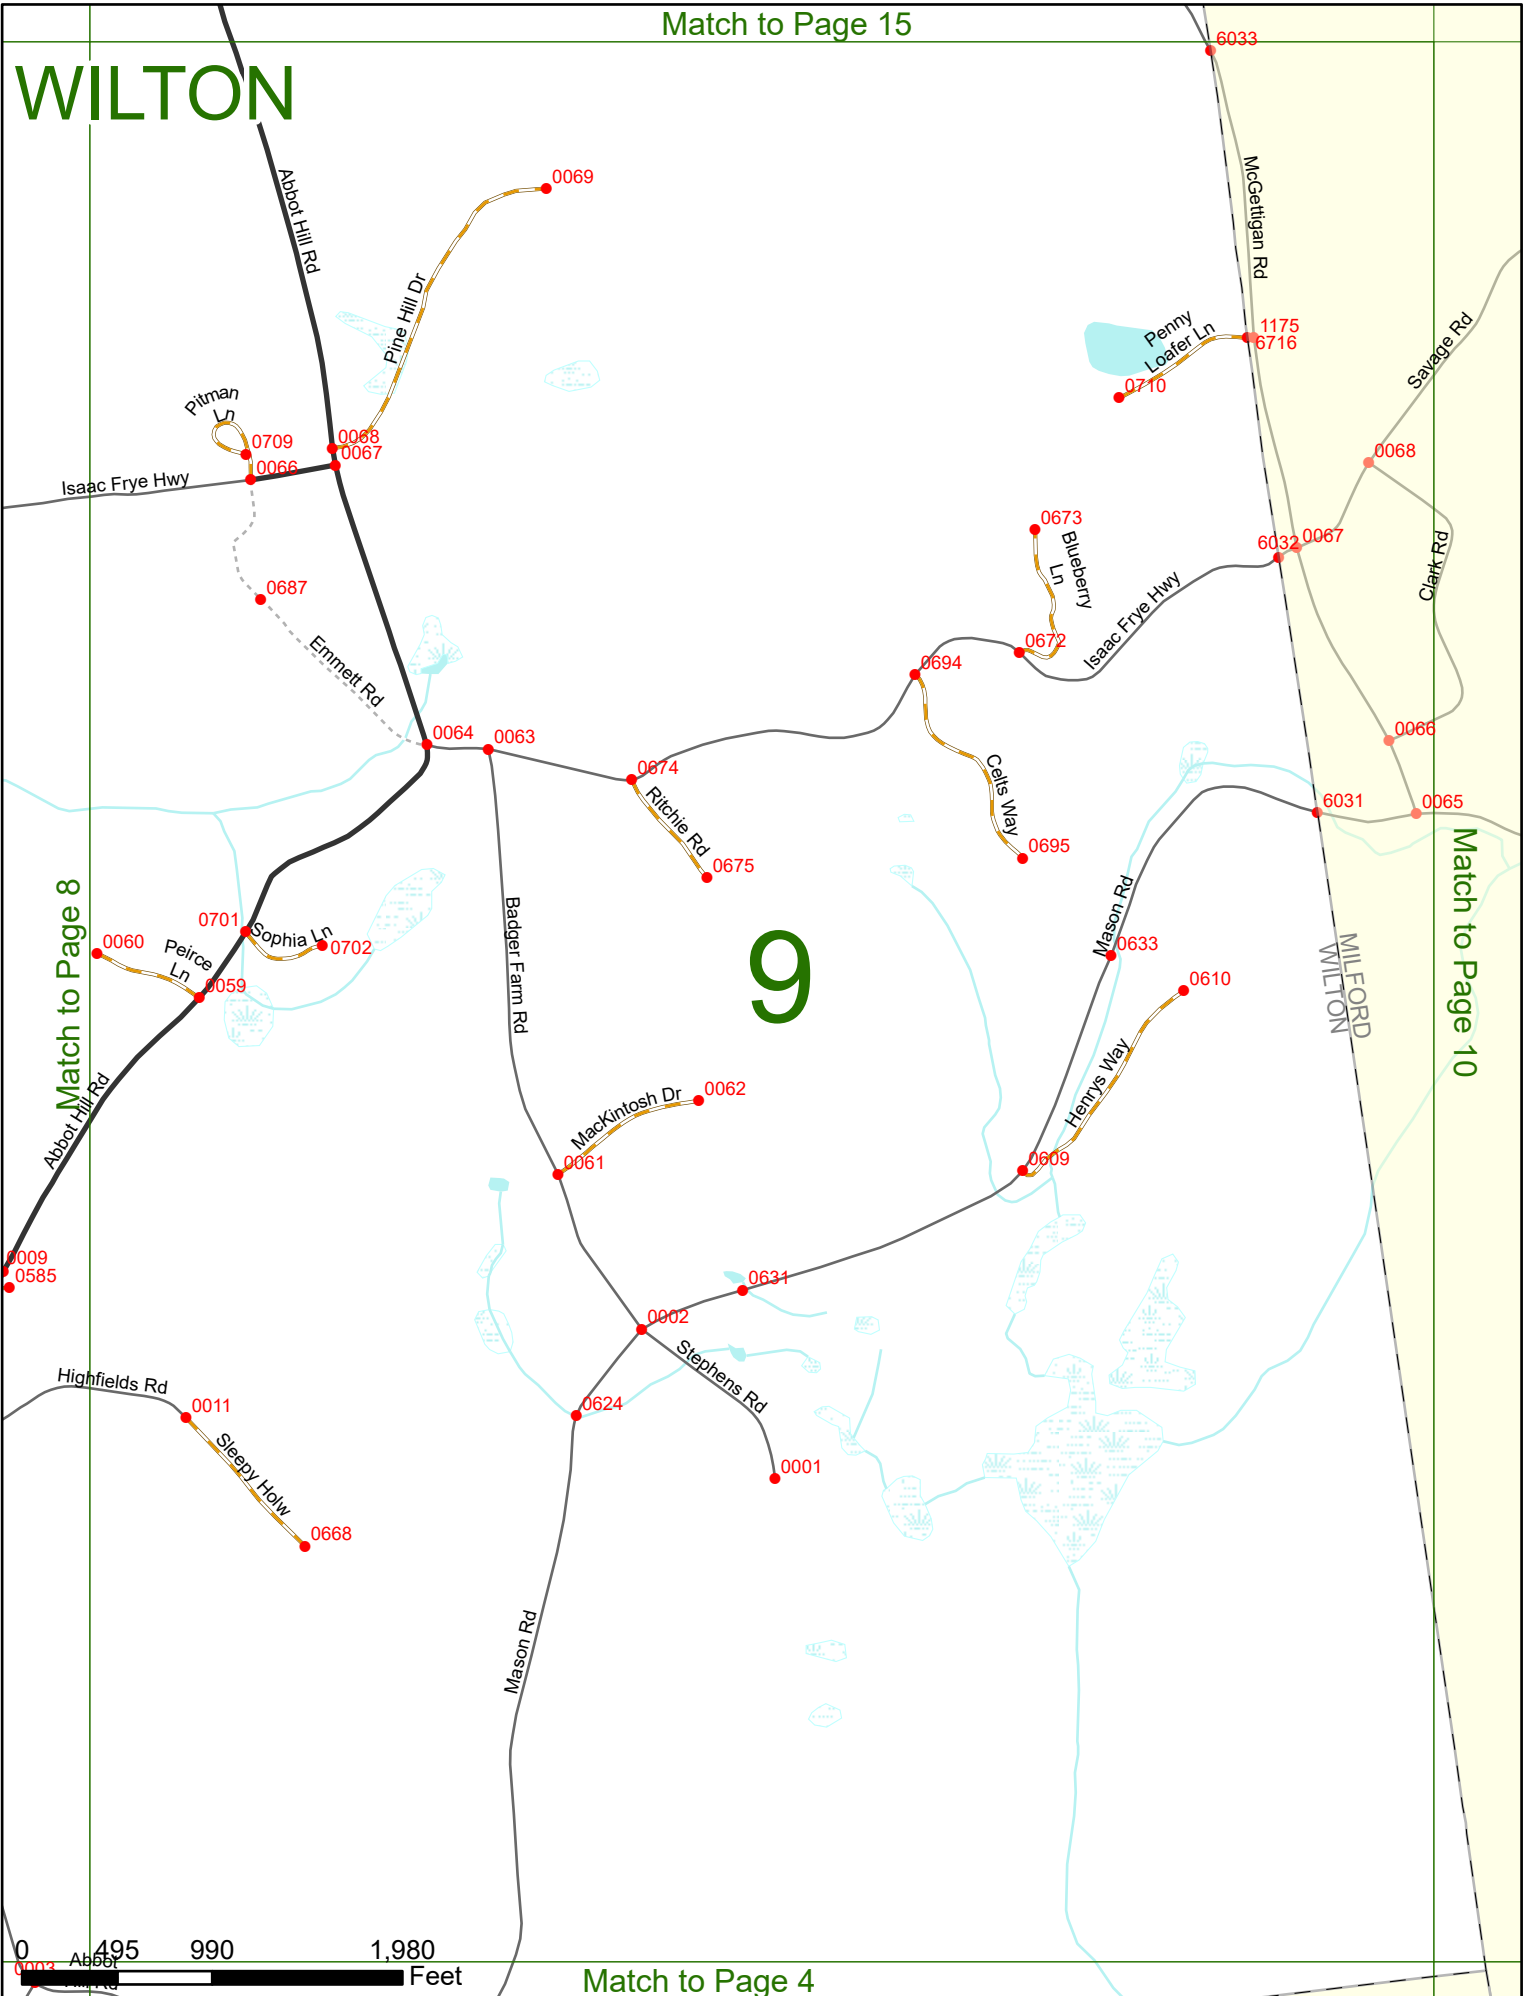 Match to Page 15
6033
WILTON
McGettigan Rd
Abbot Hill Rd
0069
Pine Hill Dr
Penny
Loafer Ln
1175
6716
Savage Rd
0710
Pitman
Ln
0709
0068
0067
0066
0068
Isaac Frye Hwy
0673
Blueberry
Ln
6032
0067
Clark Rd
0687
Isaac Frye Hwy
Emmett Rd
0672
0694
0064
0063
0066
0674
Ritchie Rd
Celts Way
6031
0065
0695
0675
Match to Page 8
Match to Page 10
Badger Farm Rd
Mason Rd
0701
Sophia Ln
0702
0060
Peirce
Ln
0059
9
0633
MILFORD
WILTON
0610
Henrys Way
Abbot Hill Rd
MacKintosh Dr
0062
0061
0609
0009
0585
0631
0002
Stephens Rd
Highfields Rd
0011
0624
Sleepy Holw
0001
0668
Mason Rd
0 495 990 1,980
Feet
0003
Abbot
Hill Rd
Match to Page 4